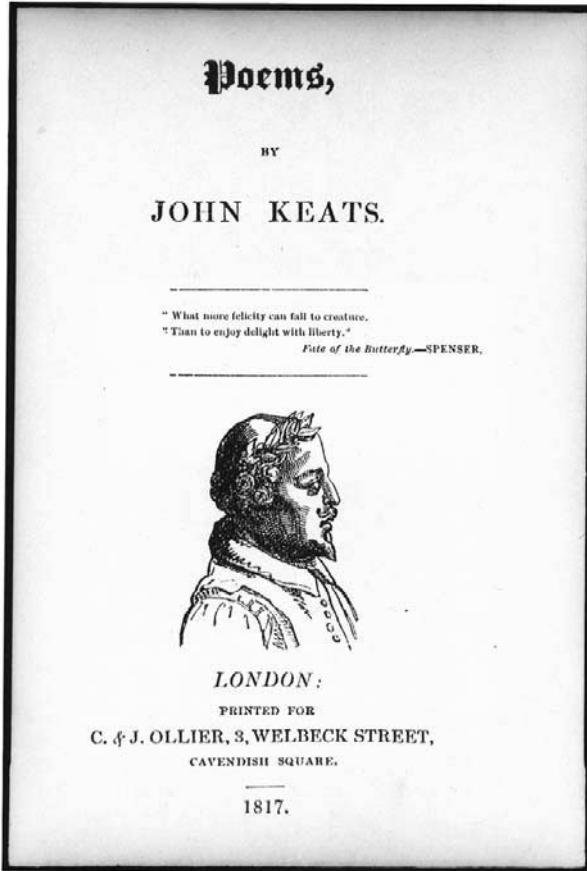 Poems,
BY
JOHN KEATS.
" What more felicity can fall to creature,
" Than to enjoy delight with liberty."
Fate of the Butterfly.—SPENSER.
LONDON:
PRINTED FOR
C. & J. OLLIER, 3, WELBECK STREET,
CAVENDISH SQUARE.
1817.